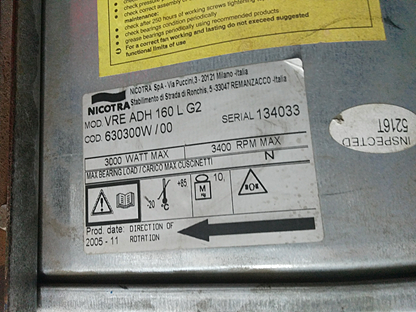 maintenance:
check after 250 hours of working screws tightening
check bearings condition periodically
grease bearings periodically using recommended products
For a correct fan working and lasting do not exceed the
functional limits of use
NICOTRA
NICOTRA SpA - Via Puccini,3 - 20121 Milano -Italia
Stabilimento di Strada di Ronchis, 5 -33047 REMANZACCO -Italia
MOD. VRE ADH 160 L G2
COD. 630300W / 00
SERIAL 134033
3000 WATT MAX
3400 RPM MAX
MAX BEARING LOAD / CARICO MAX CUSCINETTI
N
-20 °C +85
M
kg
10,
Prod. date:
2005 - 11
DIRECTION OF
ROTATION
INSPECTED
5216T